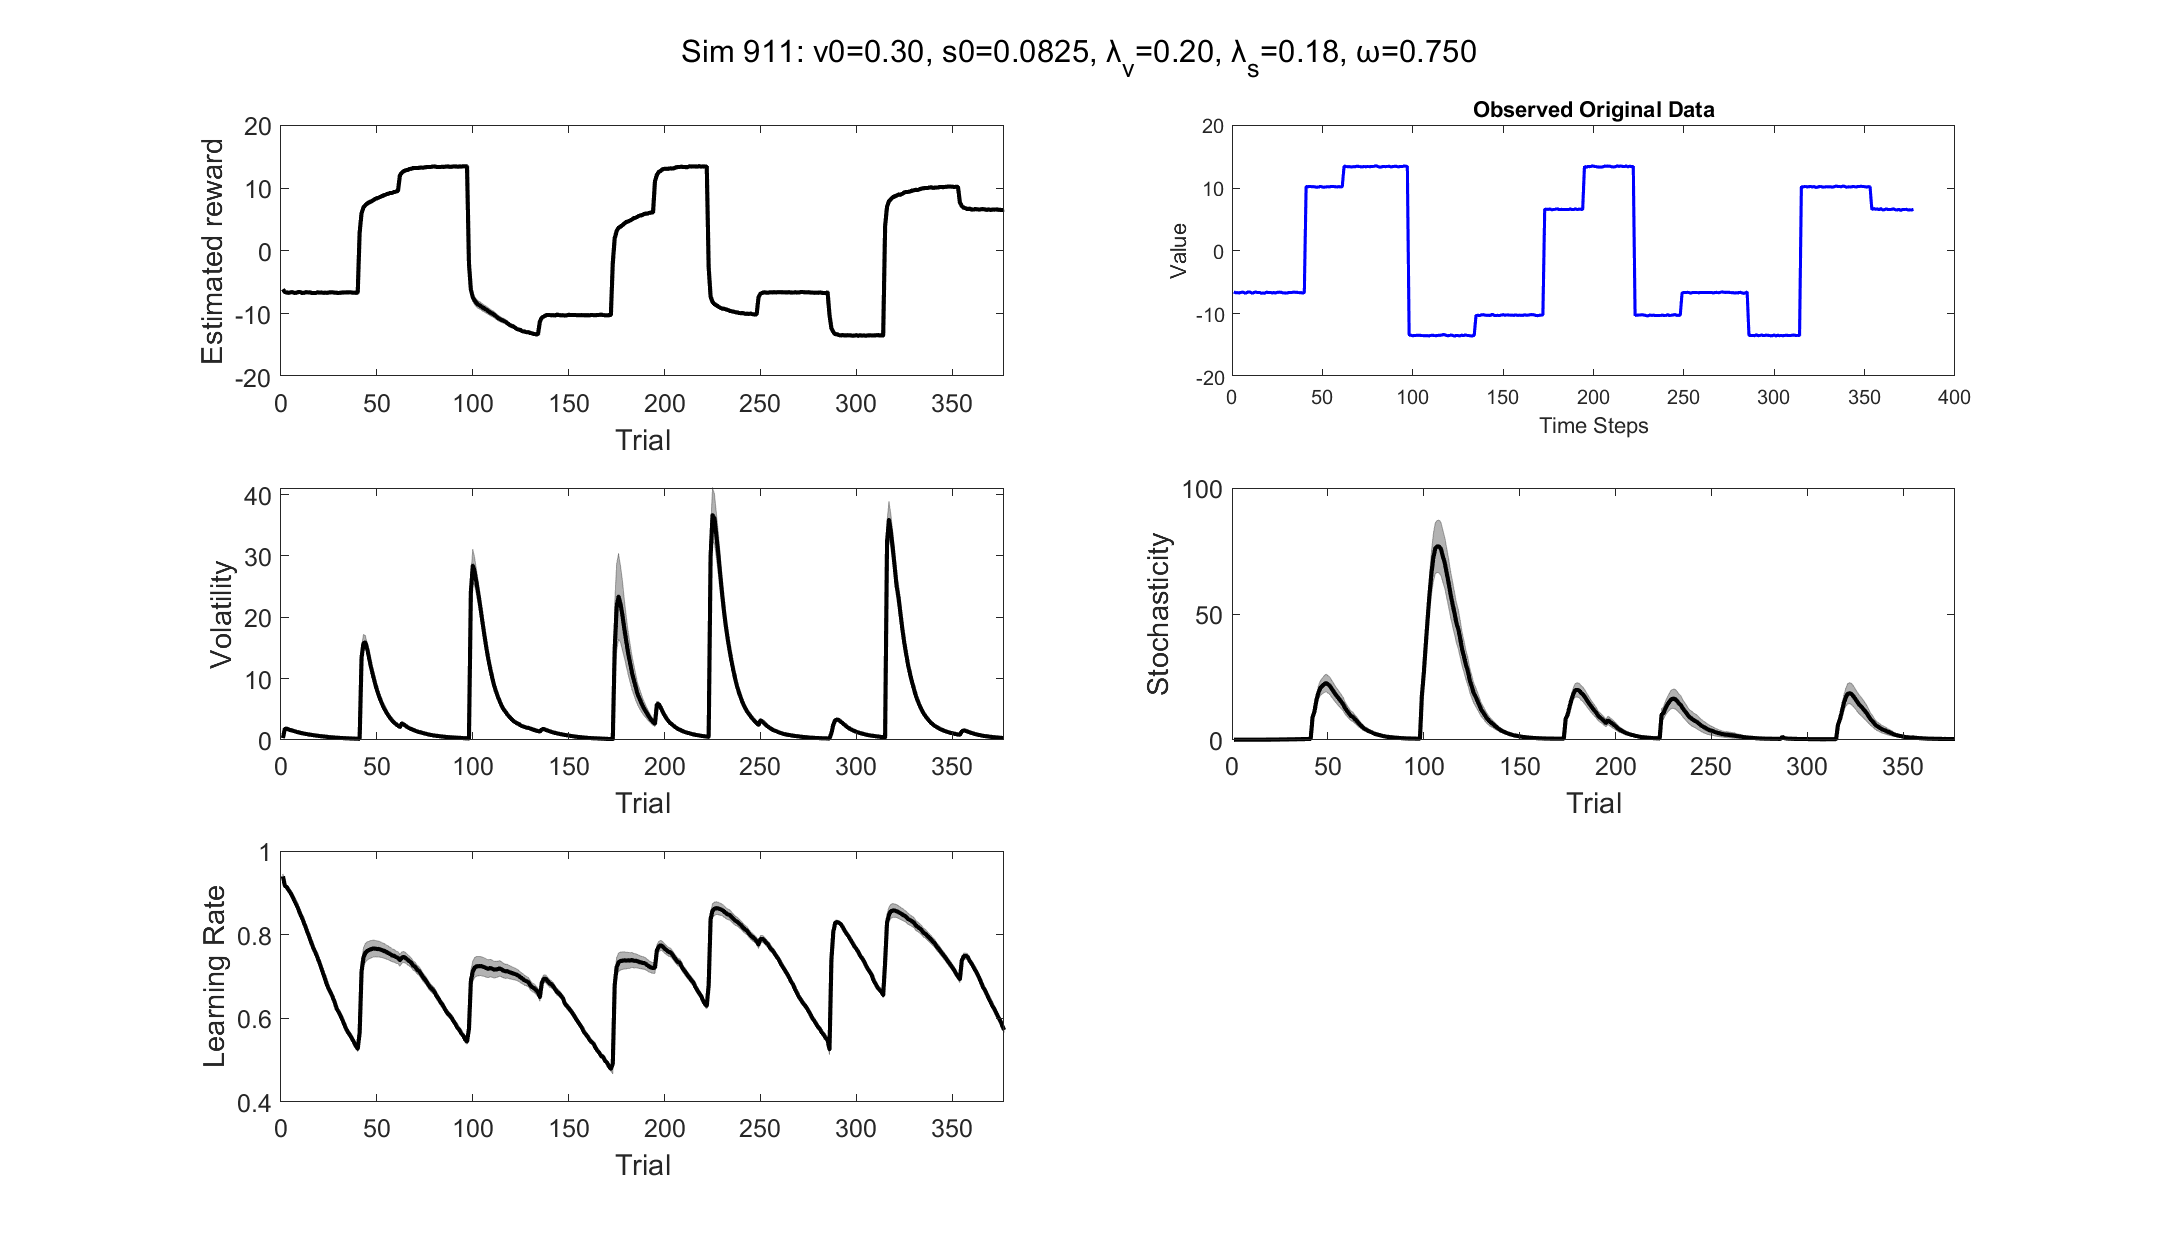 Sim 911: v0=0.30, s0=0.0825, λv=0.20, λs=0.18, ω=0.750
20
10
0
-10
-20
Estimated reward
0 50 100 150 200 250 300 350
Trial
Observed Original Data
20
10
0
-10
-20
Value
0 50 100 150 200 250 300 350 400
Time Steps
40
30
20
10
0
Volatility
0 50 100 150 200 250 300 350
Trial
100
50
0
Stochasticity
0 50 100 150 200 250 300 350
Trial
1
0.8
0.6
0.4
Learning Rate
0 50 100 150 200 250 300 350
Trial